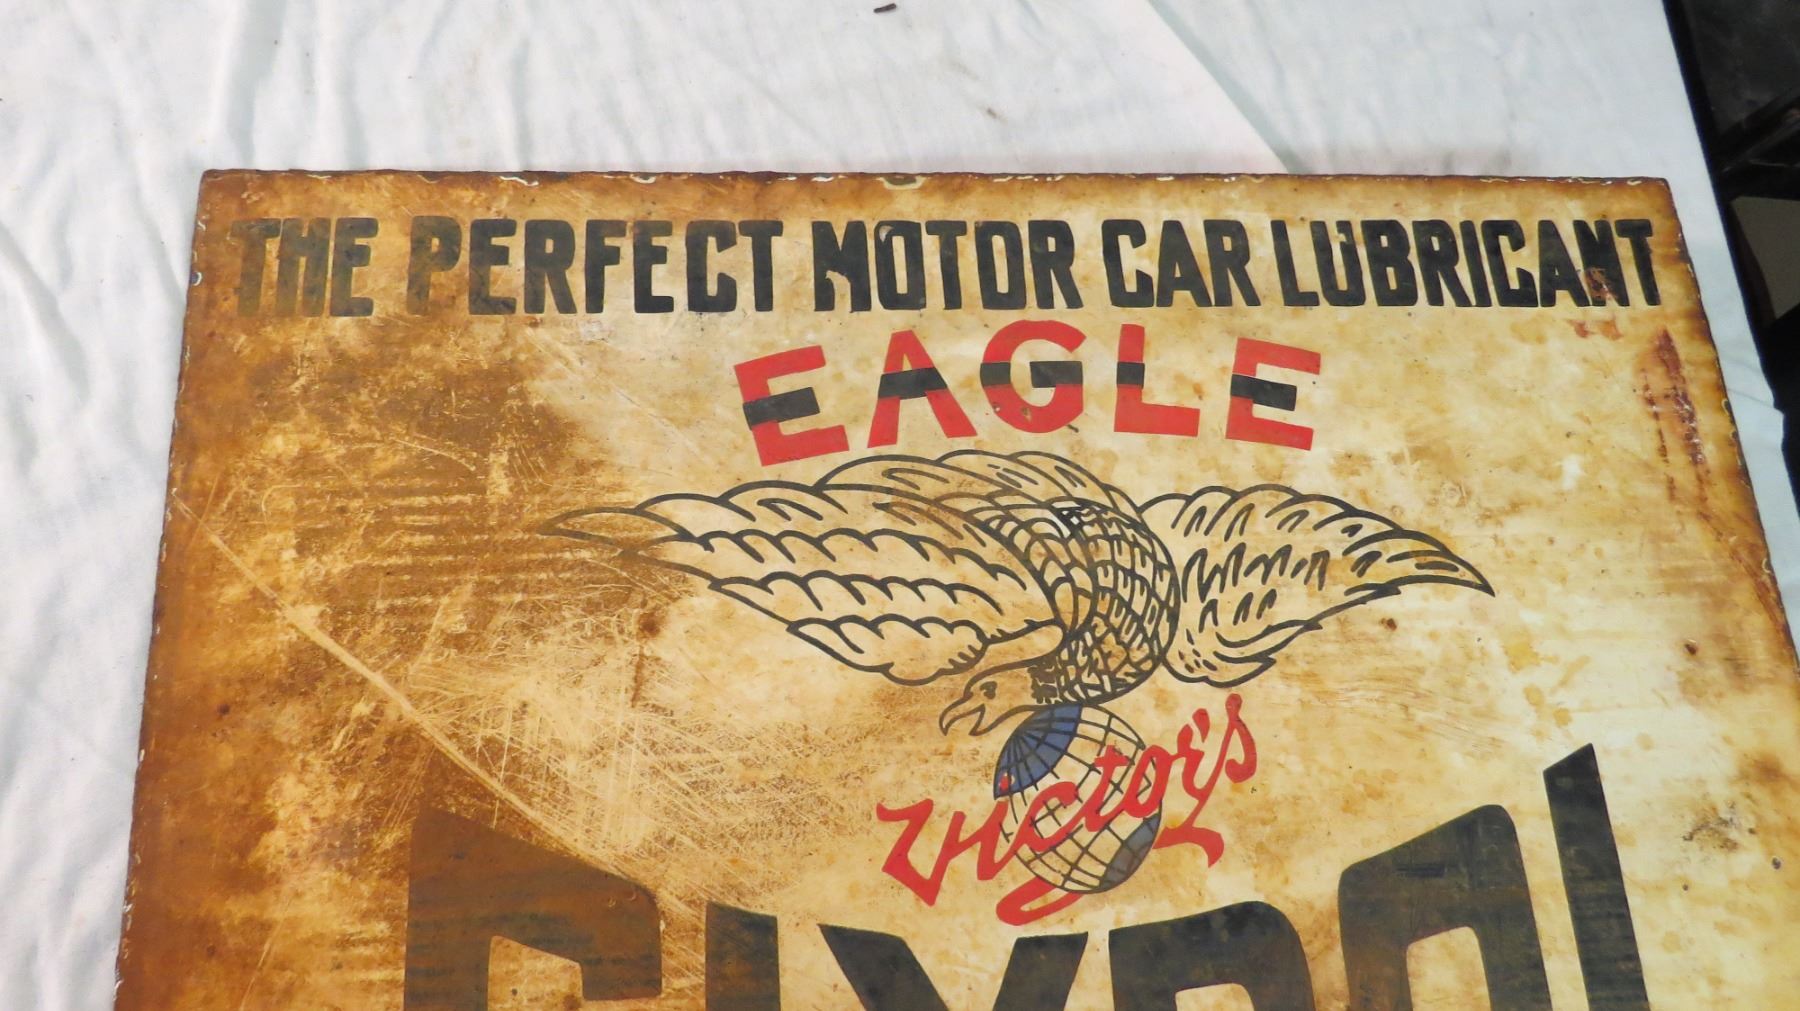 THE PERFECT MOTOR CAR LUBRICANT
EAGLE
Victor's